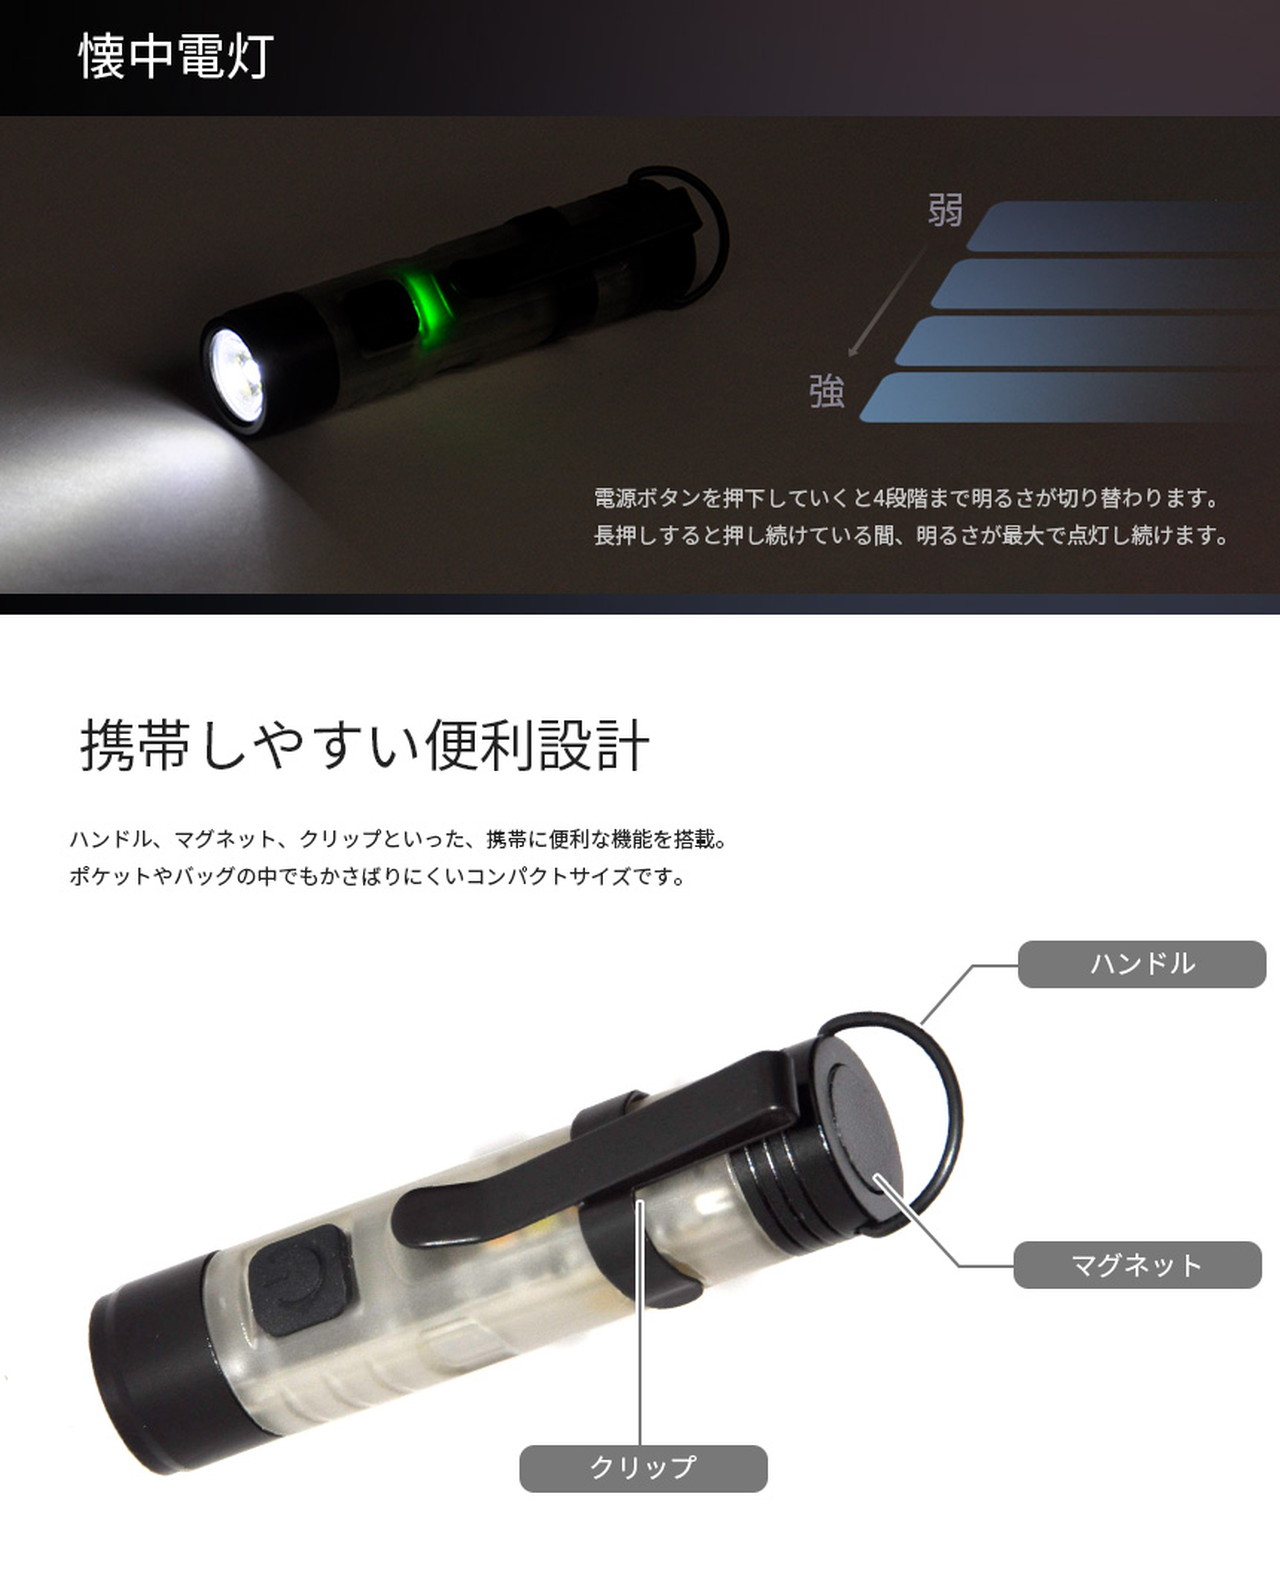 懐中電灯
弱
強
電源ボタンを押下していくと4段階まで明るさが切り替わります。
長押しすると押し続けている間、明るさが最大で点灯し続けます。
携帯しやすい便利設計
ハンドル、マグネット、クリップといった、携帯に便利な機能を搭載。
ポケットやバッグの中でもかさばりにくいコンパクトサイズです。
ハンドル
マグネット
クリップ